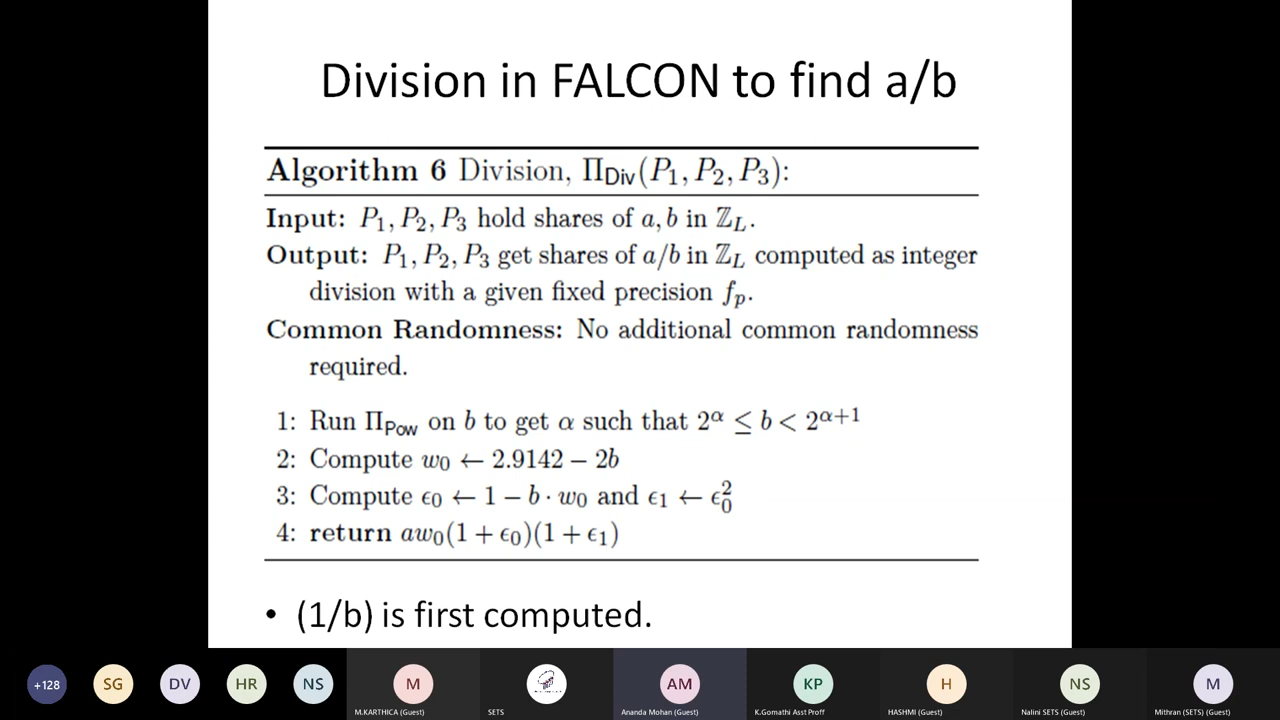 Division in FALCON to find a/b
Algorithm 6 Division, Π_Div(P₁, P₂, P₃):
Input: P₁, P₂, P₃ hold shares of a, b in ℤ_L.
Output: P₁, P₂, P₃ get shares of a/b in ℤ_L computed as integer
division with a given fixed precision f_p.
Common Randomness: No additional common randomness
required.
1: Run Π_Pow on b to get α such that 2^α ≤ b < 2^(α+1)
2: Compute w₀ ← 2.9142 − 2b
3: Compute ϵ₀ ← 1 − b · w₀ and ϵ₁ ← ϵ₀²
4: return aw₀(1 + ϵ₀)(1 + ϵ₁)
• (1/b) is first computed.
+128 SG DV HR NS M AM KP H NS M
M.KARTHICA (Guest) SETS Ananda Mohan (Guest) K.Gomathi Asst Proff HASHMI (Guest) Nalini SETS (Guest) Mithran (SETS) (Guest)